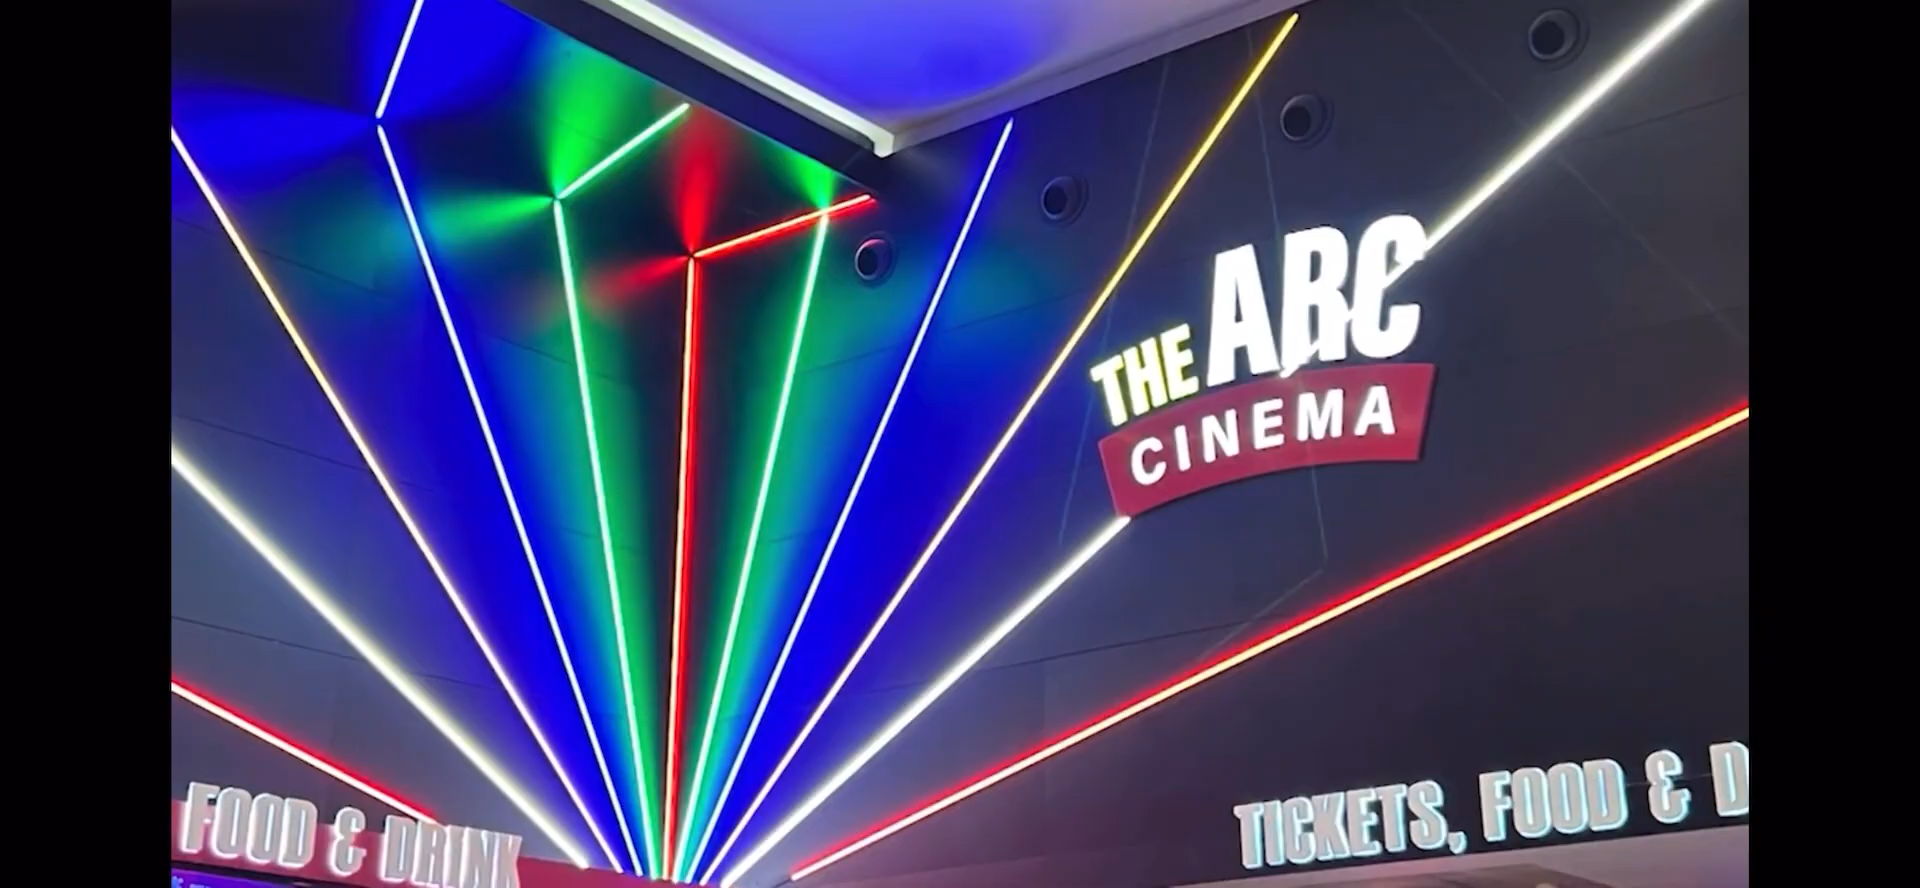 THE ARC
CINEMA
FOOD & DRINK
TICKETS, FOOD & D